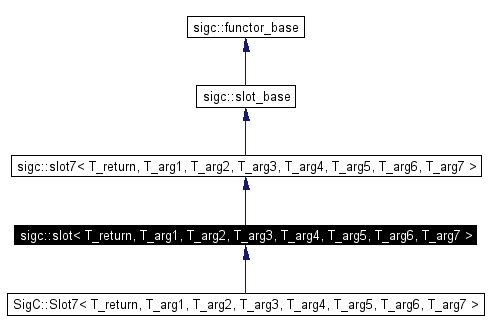 sigc::functor_base
sigc::slot_base
sigc::slot7< T_return, T_arg1, T_arg2, T_arg3, T_arg4, T_arg5, T_arg6, T_arg7 >
sigc::slot< T_return, T_arg1, T_arg2, T_arg3, T_arg4, T_arg5, T_arg6, T_arg7 >
SigC::Slot7< T_return, T_arg1, T_arg2, T_arg3, T_arg4, T_arg5, T_arg6, T_arg7 >